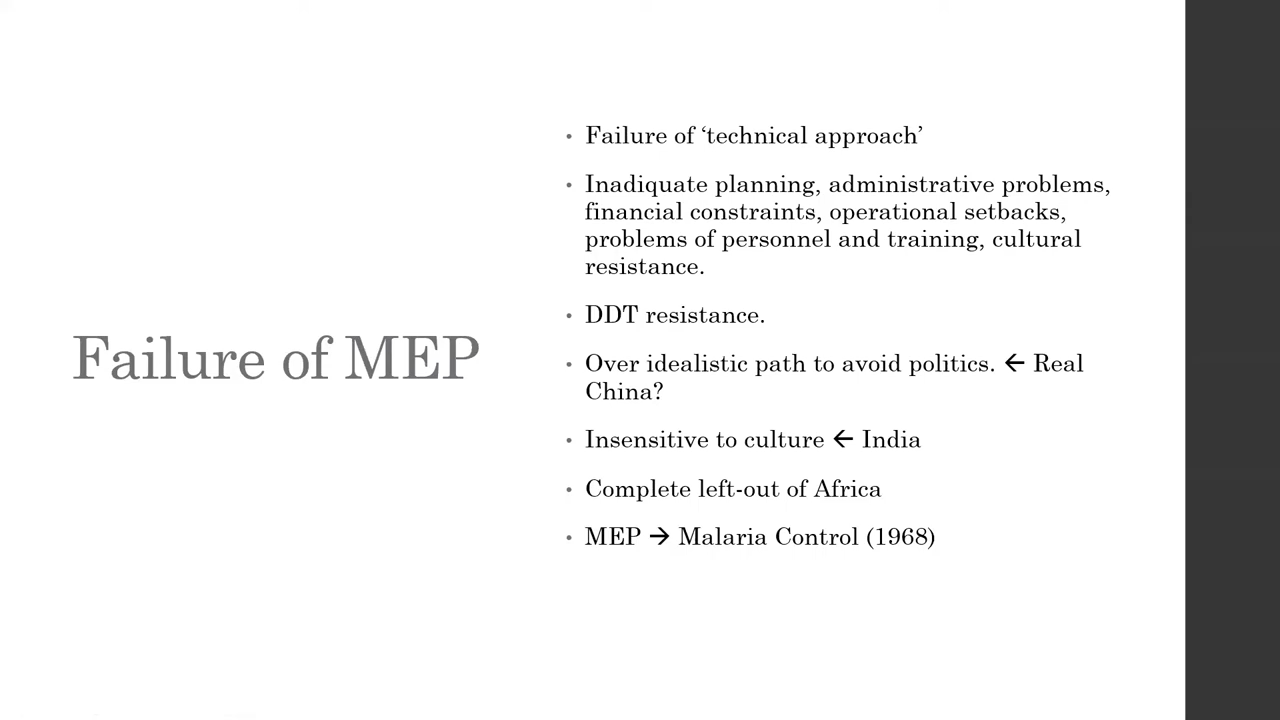 Failure of MEP
• Failure of ‘technical approach’
• Inadiquate planning, administrative problems,
financial constraints, operational setbacks,
problems of personnel and training, cultural
resistance.
• DDT resistance.
• Over idealistic path to avoid politics. ← Real
China?
• Insensitive to culture ← India
• Complete left-out of Africa
• MEP → Malaria Control (1968)